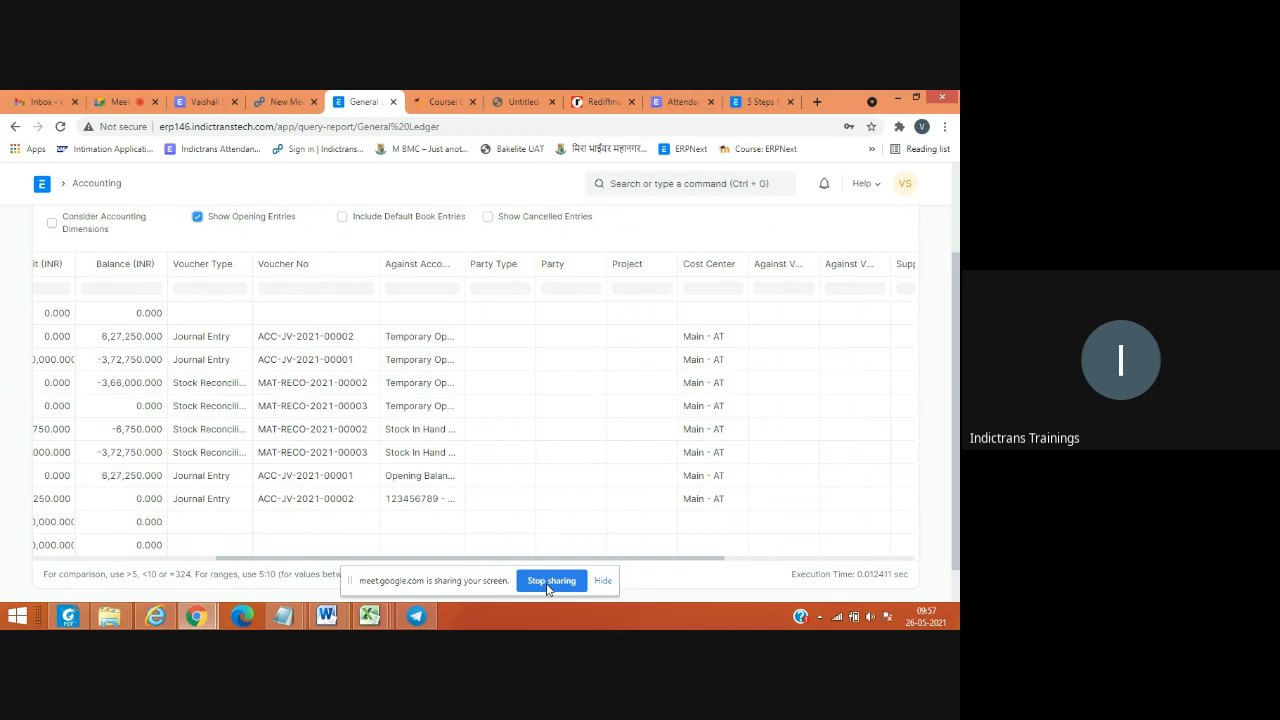 Inbox - v
Meet
Vaishali
New Me
General
Course: E
Untitled-
Rediffma
Attendan
5 Steps t
Not secure erp146.indictranstech.com/app/query-report/General%20Ledger
Apps Intimation Applicati... Indictrans Attendan... Sign in | Indictrans... M BMC – Just anot... Bakelite UAT मिरा भाईंदर महानगर... ERPNext Course: ERPNext » Reading list
E Accounting Search or type a command (Ctrl + G) Help VS
Consider Accounting Dimensions Show Opening Entries Include Default Book Entries Show Cancelled Entries
it (INR) Balance (INR) Voucher Type Voucher No Against Acco... Party Type Party Project Cost Center Against V... Against V... Supp
0.000 0.000
0.000 6,27,250.000 Journal Entry ACC-JV-2021-00002 Temporary Op... Main - AT
0,000.000 -3,72,750.000 Journal Entry ACC-JV-2021-00001 Temporary Op... Main - AT
0.000 -3,66,000.000 Stock Reconcili... MAT-RECO-2021-00002 Temporary Op... Main - AT
0.000 0.000 Stock Reconcili... MAT-RECO-2021-00003 Temporary Op... Main - AT
750.000 -6,750.000 Stock Reconcili... MAT-RECO-2021-00002 Stock In Hand ... Main - AT
000.000 -3,72,750.000 Stock Reconcili... MAT-RECO-2021-00003 Stock In Hand ... Main - AT
0.000 6,27,250.000 Journal Entry ACC-JV-2021-00001 Opening Balan... Main - AT
250.000 0.000 Journal Entry ACC-JV-2021-00002 123456789 - ... Main - AT
0,000.000 0.000
0,000.000 0.000
For comparison, use >5, <10 or =324. For ranges, use 5:10 (for values betw Execution Time: 0.012411 sec
meet.google.com is sharing your screen. Stop sharing Hide
09:57
26-05-2021
I
Indictrans Trainings